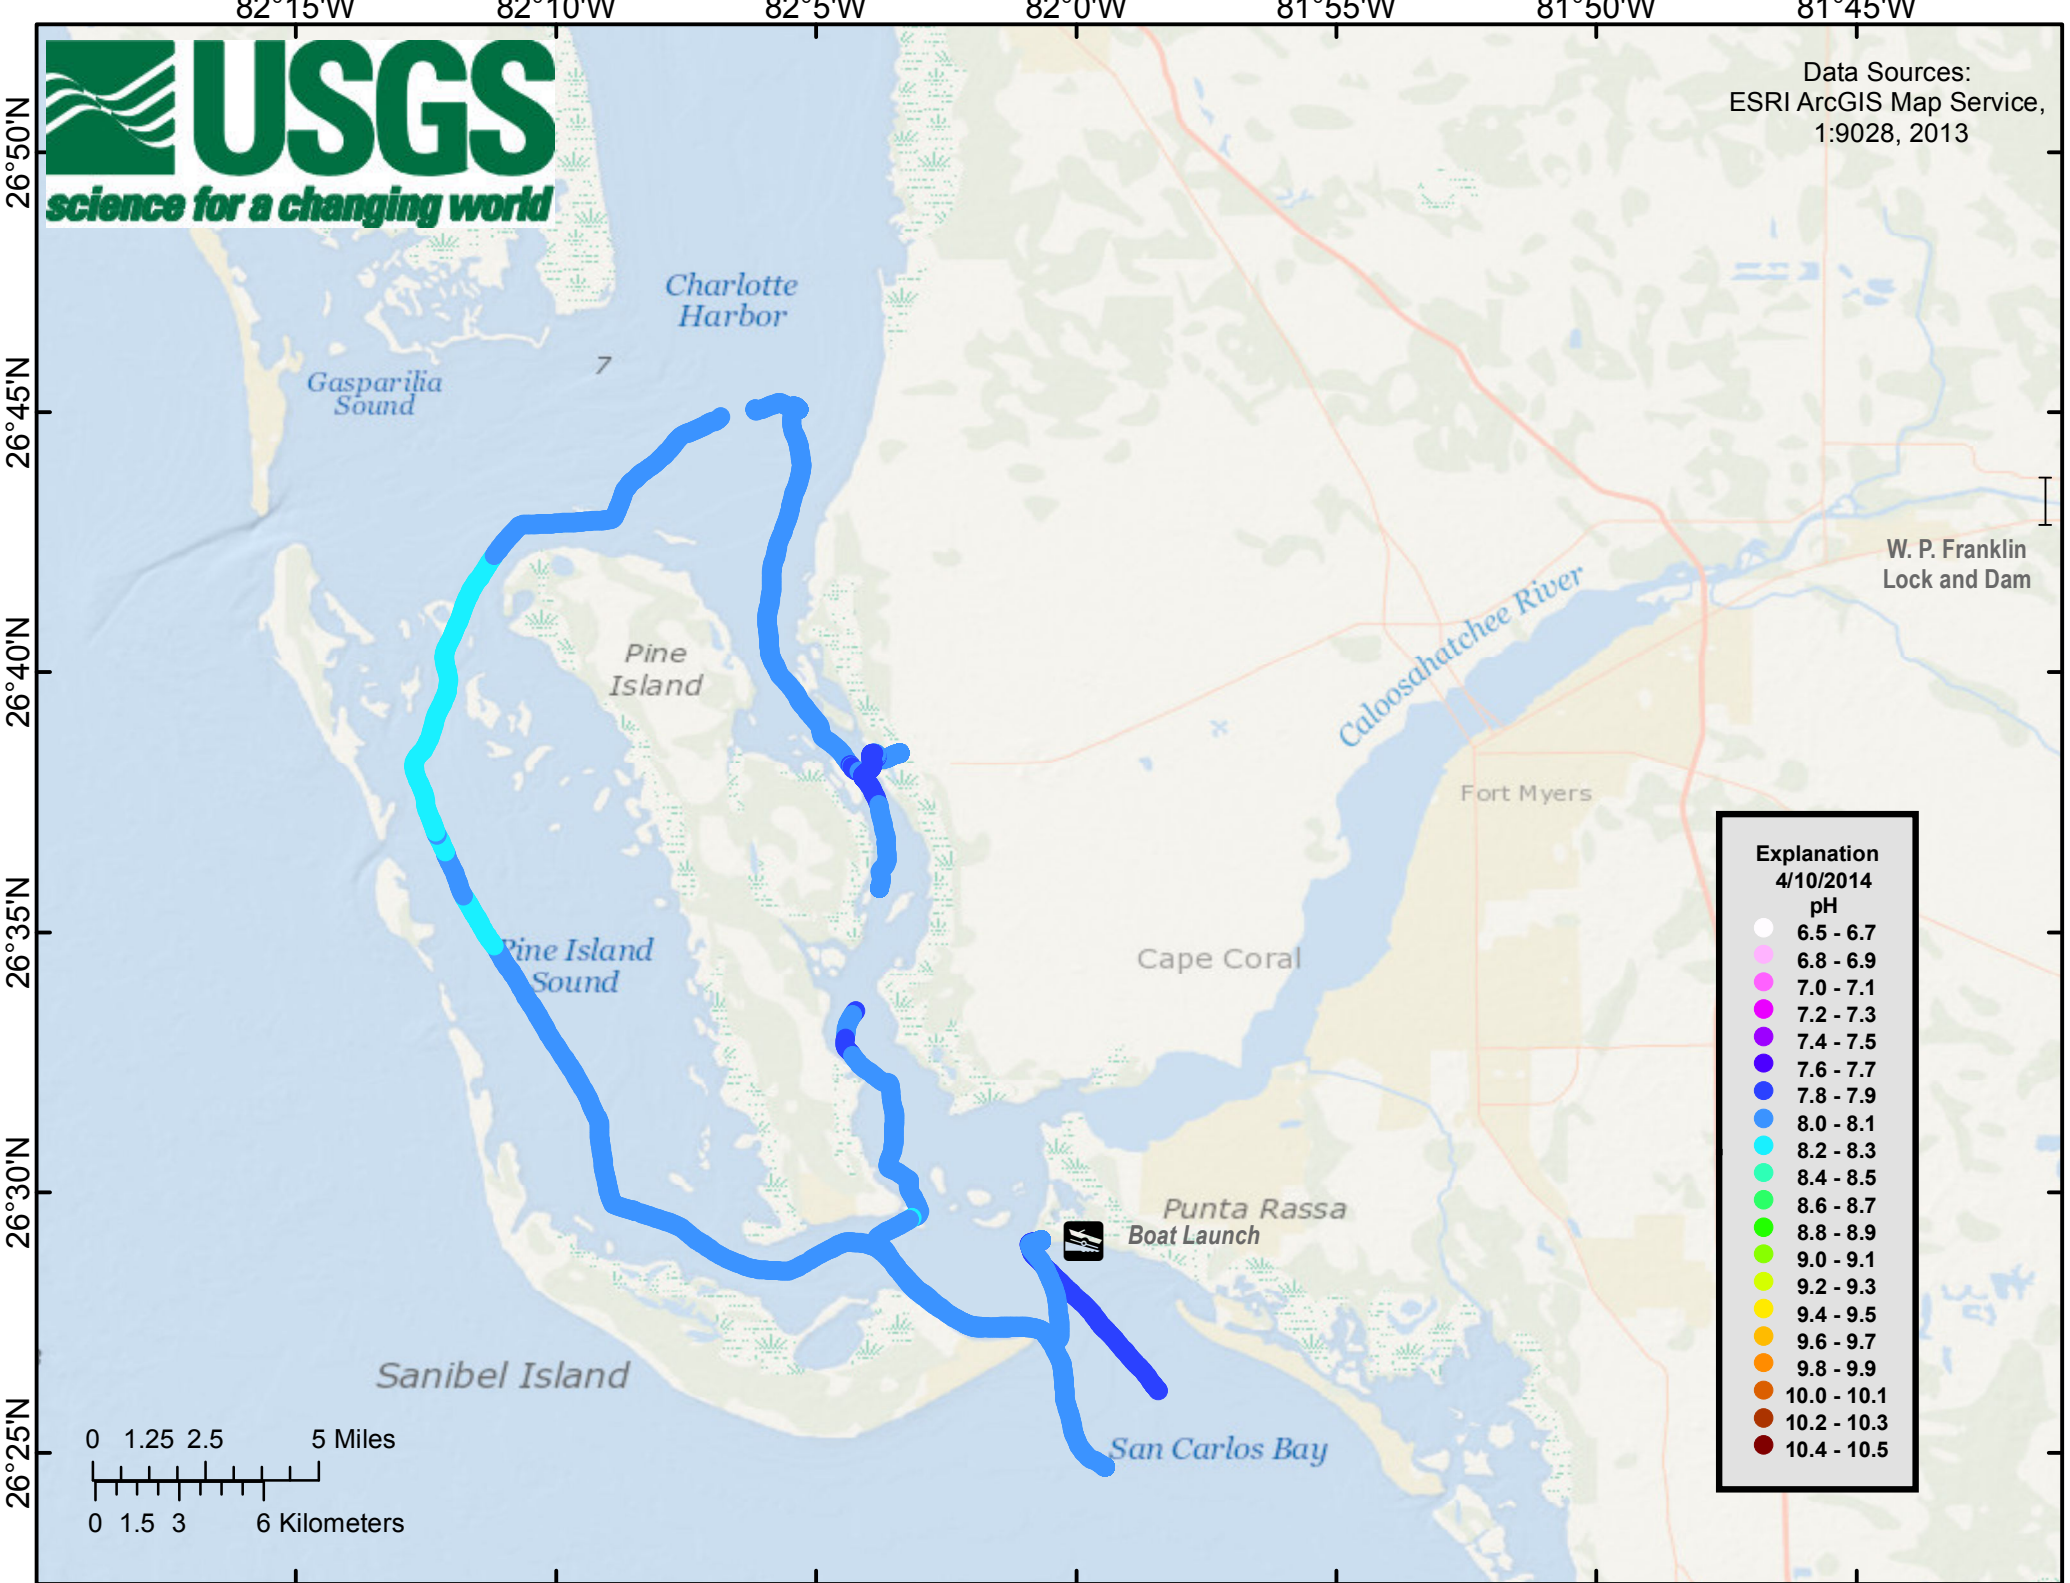 82°15'W 82°10'W 82°5'W 82°0'W 81°55'W 81°50'W 81°45'W
USGS
science for a changing world
Data Sources:
ESRI ArcGIS Map Service,
1:9028, 2013
26°50'N
26°45'N
26°40'N
26°35'N
26°30'N
26°25'N
Charlotte
Harbor
7
Gasparilia
Sound
W. P. Franklin
Lock and Dam
Caloosahatchee River
Pine
Island
Fort Myers
Cape Coral
Pine Island
Sound
Punta Rassa
Boat Launch
Sanibel Island
San Carlos Bay
Explanation
4/10/2014
pH
6.5 - 6.7
6.8 - 6.9
7.0 - 7.1
7.2 - 7.3
7.4 - 7.5
7.6 - 7.7
7.8 - 7.9
8.0 - 8.1
8.2 - 8.3
8.4 - 8.5
8.6 - 8.7
8.8 - 8.9
9.0 - 9.1
9.2 - 9.3
9.4 - 9.5
9.6 - 9.7
9.8 - 9.9
10.0 - 10.1
10.2 - 10.3
10.4 - 10.5
0 1.25 2.5 5 Miles
0 1.5 3 6 Kilometers